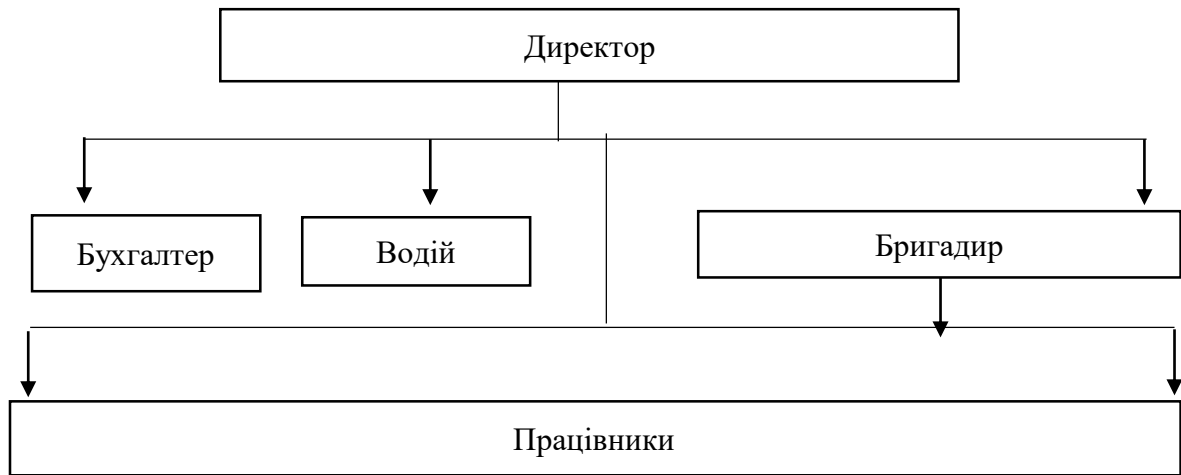 Директор
Бухгалтер
Водій
Бригадир
Працівники